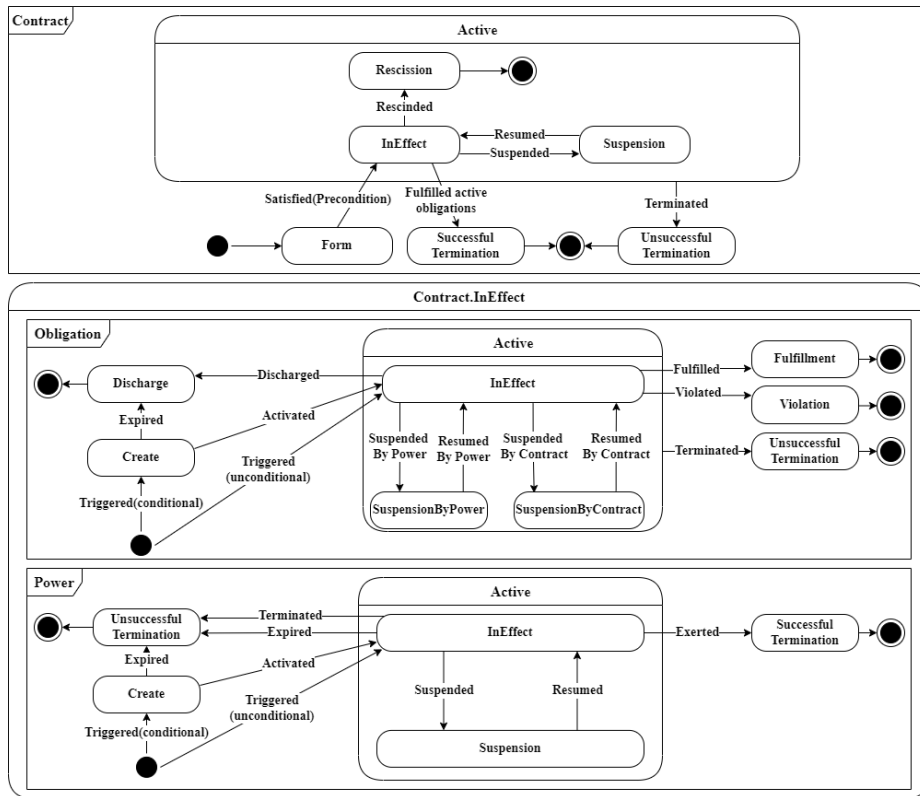 Contract
Active
Rescission
Rescinded
InEffect
Resumed
Suspended
Suspension
Satisfied(Precondition)
Fulfilled active
obligations
Terminated
Form
Successful
Termination
Unsuccessful
Termination
Contract.InEffect
Obligation
Active
Discharge
Discharged
InEffect
Fulfilled
Fulfillment
Violated
Violation
Expired
Activated
Create
Suspended
By Power
Resumed
By Power
Suspended
By Contract
Resumed
By Contract
Terminated
Unsuccessful
Termination
Triggered
(unconditional)
Triggered(conditional)
SuspensionByPower
SuspensionByContract
Power
Active
Unsuccessful
Termination
Terminated
Expired
InEffect
Exerted
Successful
Termination
Expired
Activated
Create
Triggered
(unconditional)
Suspended
Resumed
Triggered(conditional)
Suspension